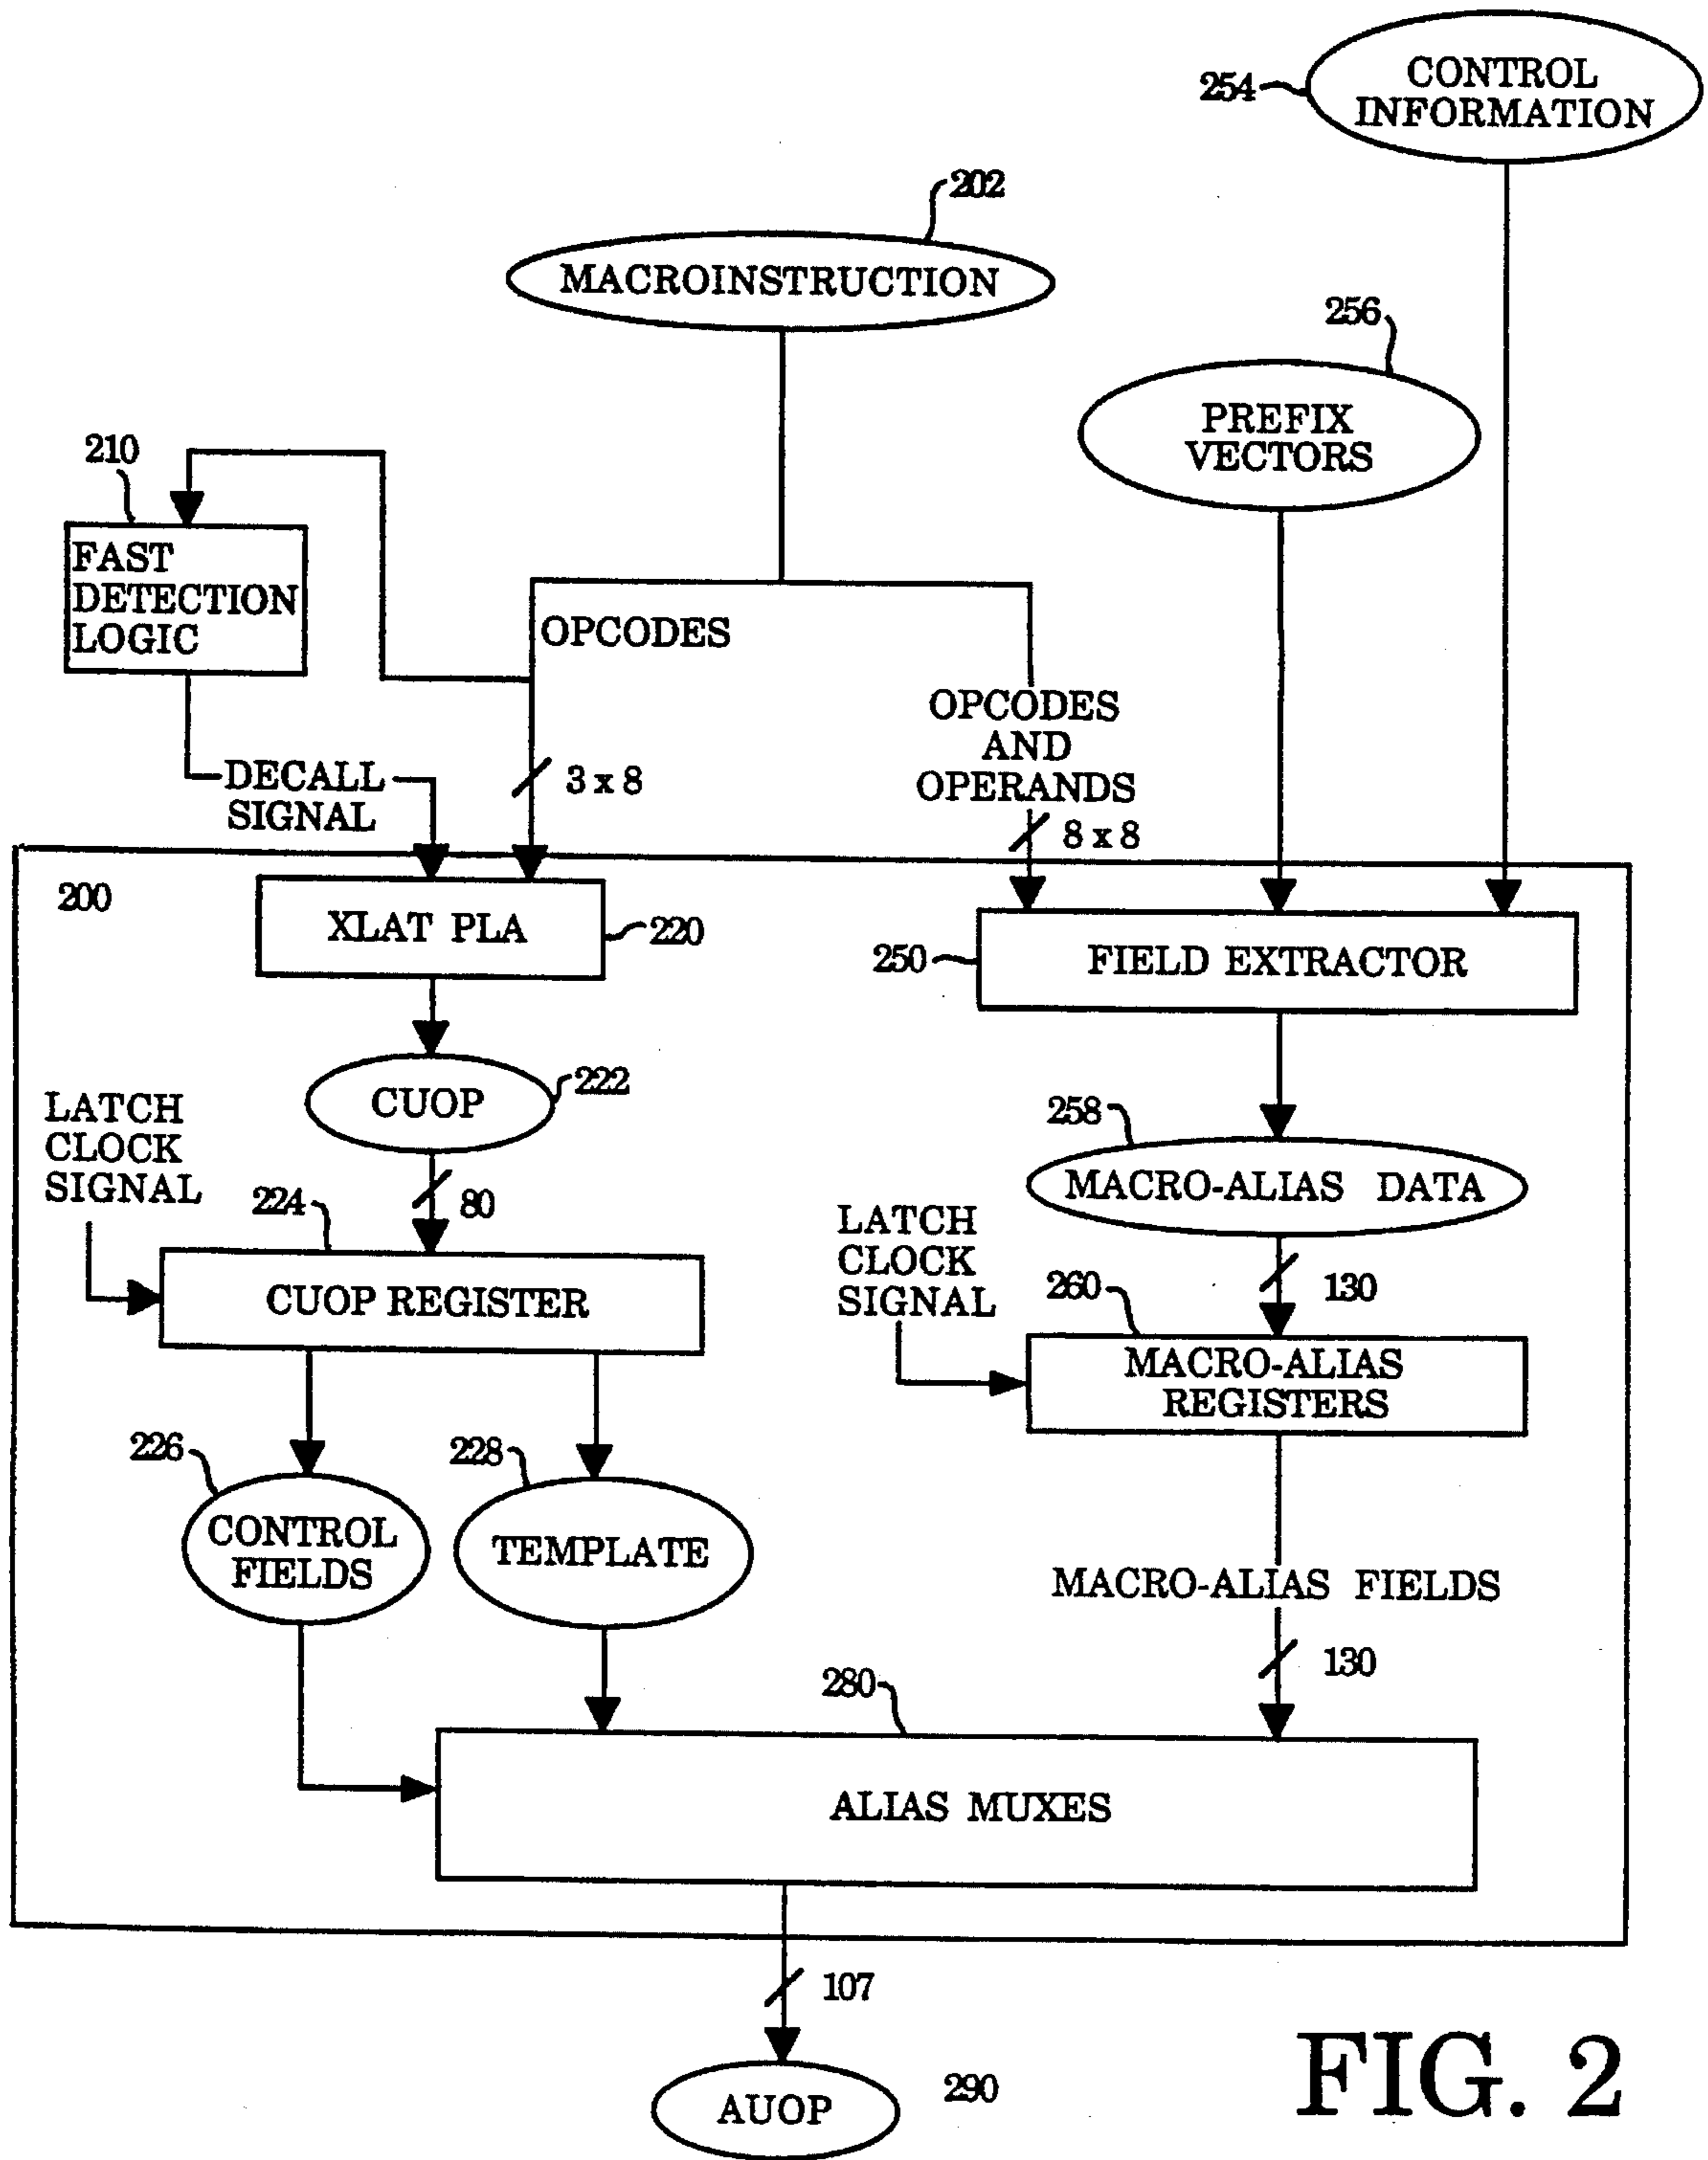 254
CONTROL
INFORMATION
202
MACROINSTRUCTION
256
PREFIX
VECTORS
210
FAST
DETECTION
LOGIC
OPCODES
OPCODES
AND
OPERANDS
DECALL
SIGNAL
3 x 8
8 x 8
200
XLAT PLA
220
250
FIELD EXTRACTOR
CUOP
222
LATCH
CLOCK
SIGNAL
80
224
CUOP REGISTER
258
MACRO-ALIAS DATA
LATCH
CLOCK
SIGNAL
130
260
MACRO-ALIAS
REGISTERS
226
CONTROL
FIELDS
228
TEMPLATE
MACRO-ALIAS FIELDS
130
280
ALIAS MUXES
107
AUOP
290
FIG. 2